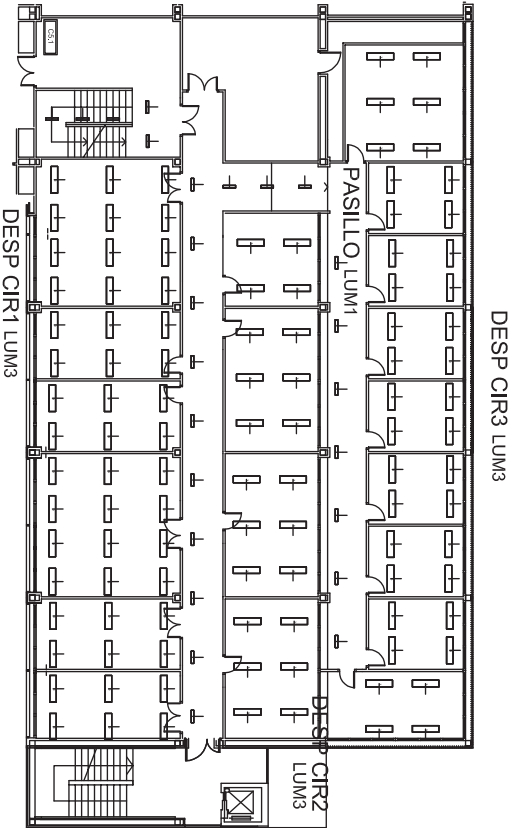 C5.1
PASILLO LUM1
DESP CIR1 LUM3
DESP CIR3 LUM3
DESP CIR2
LUM3